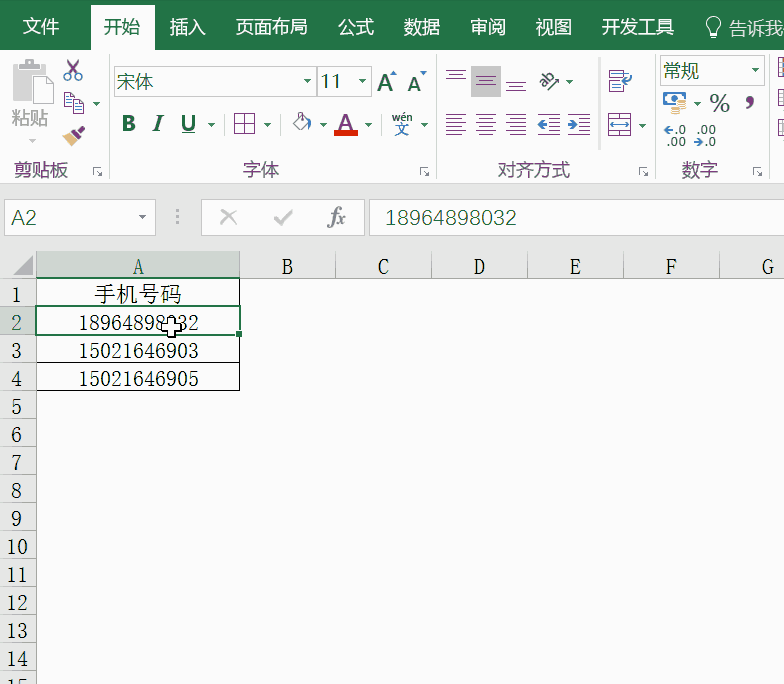 文件 开始 插入 页面布局 公式 数据 审阅 视图 开发工具 告诉我
宋体 11 A A 常规
粘贴 B I U A wén 文 % .0 .00 .00 .0
剪贴板 字体 对齐方式 数字
A2 fx 18964898032
A B C D E F G
1 手机号码
2 18964898032
3 15021646903
4 15021646905
5
6
7
8
9
10
11
12
13
14
15